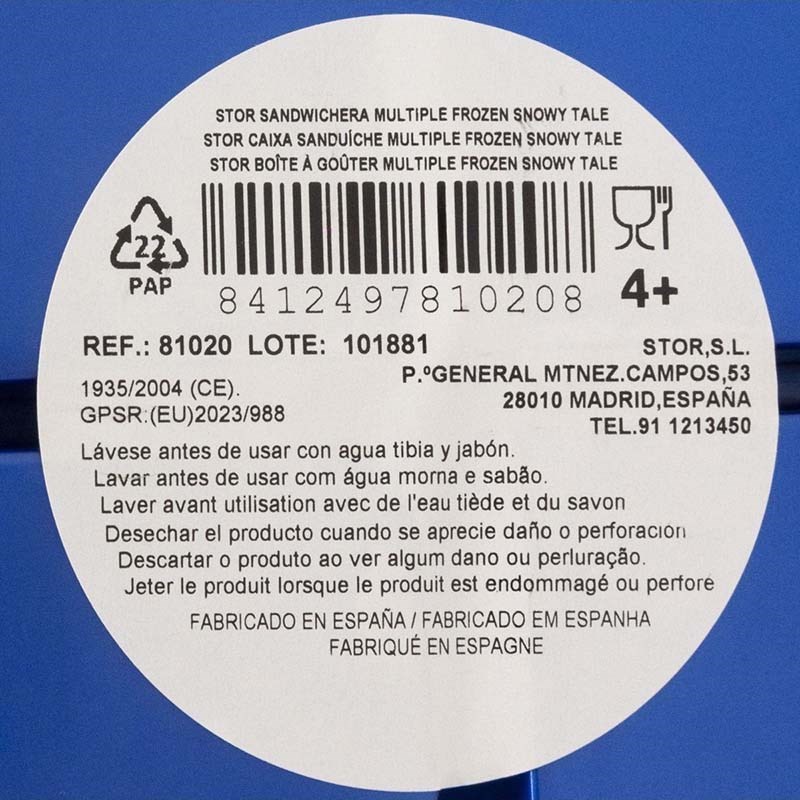 STOR SANDWICHERA MULTIPLE FROZEN SNOWY TALE
STOR CAIXA SANDUÍCHE MULTIPLE FROZEN SNOWY TALE
STOR BOÎTE À GOÛTER MULTIPLE FROZEN SNOWY TALE
22
PAP
8412497810208
4+
REF.: 81020 LOTE: 101881
1935/2004 (CE).
GPSR:(EU)2023/988
STOR,S.L.
P.ºGENERAL MTNEZ.CAMPOS,53
28010 MADRID,ESPAÑA
TEL.91 1213450
Lávese antes de usar con agua tibia y jabón.
Lavar antes de usar com água morna e sabão.
Laver avant utilisation avec de l'eau tiède et du savon
Desechar el producto cuando se aprecie daño o perforación
Descartar o produto ao ver algum dano ou perluração.
Jeter le produit lorsque le produit est endommagé ou perforé
FABRICADO EN ESPAÑA / FABRICADO EM ESPANHA
FABRIQUÉ EN ESPAGNE